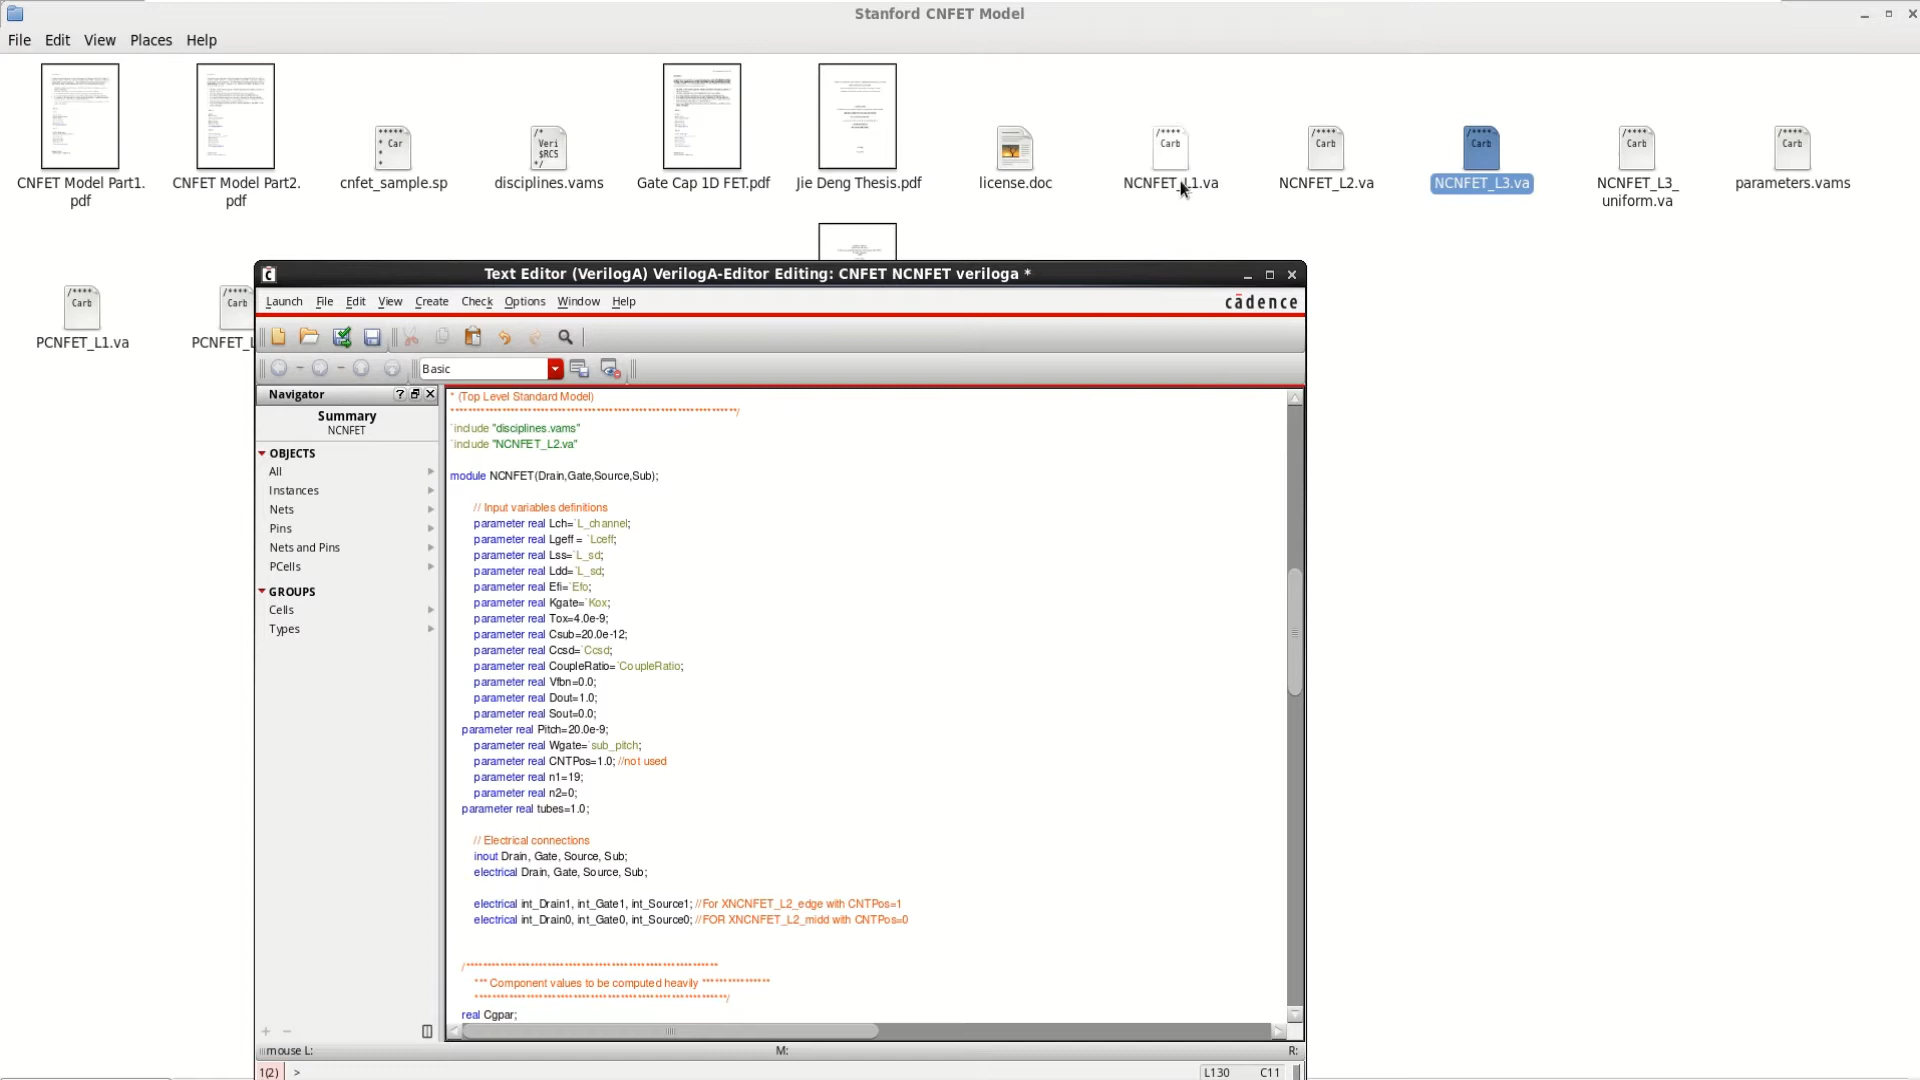 Stanford CNFET Model
File Edit View Places Help
CNFET Model Part1.
pdf
CNFET Model Part2.
pdf
cnfet_sample.sp
disciplines.vams
Gate Cap 1D FET.pdf
Jie Deng Thesis.pdf
license.doc
NCNFET_L1.va
NCNFET_L2.va
NCNFET_L3.va
NCNFET_L3_
uniform.va
parameters.vams
PCNFET_L1.va
PCNFET_L
Text Editor (VerilogA) VerilogA-Editor Editing: CNFET NCNFET veriloga *
Launch File Edit View Create Check Options Window Help
cādence
Basic
Navigator
Summary
NCNFET
OBJECTS
All
Instances
Nets
Pins
Nets and Pins
PCells
GROUPS
Cells
Types
* (Top Level Standard Model)
`include "disciplines.vams"
`include "NCNFET_L2.va"
module NCNFET(Drain,Gate,Source,Sub);
// Input variables definitions
parameter real Lch=`L_channel;
parameter real Lgeff = `Lceff;
parameter real Lss=`L_sd;
parameter real Ldd=`L_sd;
parameter real Efi=`Efo;
parameter real Kgate=`Kox;
parameter real Tox=4.0e-9;
parameter real Csub=20.0e-12;
parameter real Ccsd=`Ccsd;
parameter real CoupleRatio=`CoupleRatio;
parameter real Vfbn=0.0;
parameter real Dout=1.0;
parameter real Sout=0.0;
parameter real Pitch=20.0e-9;
parameter real Wgate=`sub_pitch;
parameter real CNTPos=1.0; //not used
parameter real n1=19;
parameter real n2=0;
parameter real tubes=1.0;
// Electrical connections
inout Drain, Gate, Source, Sub;
electrical Drain, Gate, Source, Sub;
electrical int_Drain1, int_Gate1, int_Source1; //For XNCNFET_L2_edge with CNTPos=1
electrical int_Drain0, int_Gate0, int_Source0; //FOR XNCNFET_L2_midd with CNTPos=0
*** Component values to be computed heavily ****************
real Cgpar;
mouse L: M: R:
1(2) > L130 C11